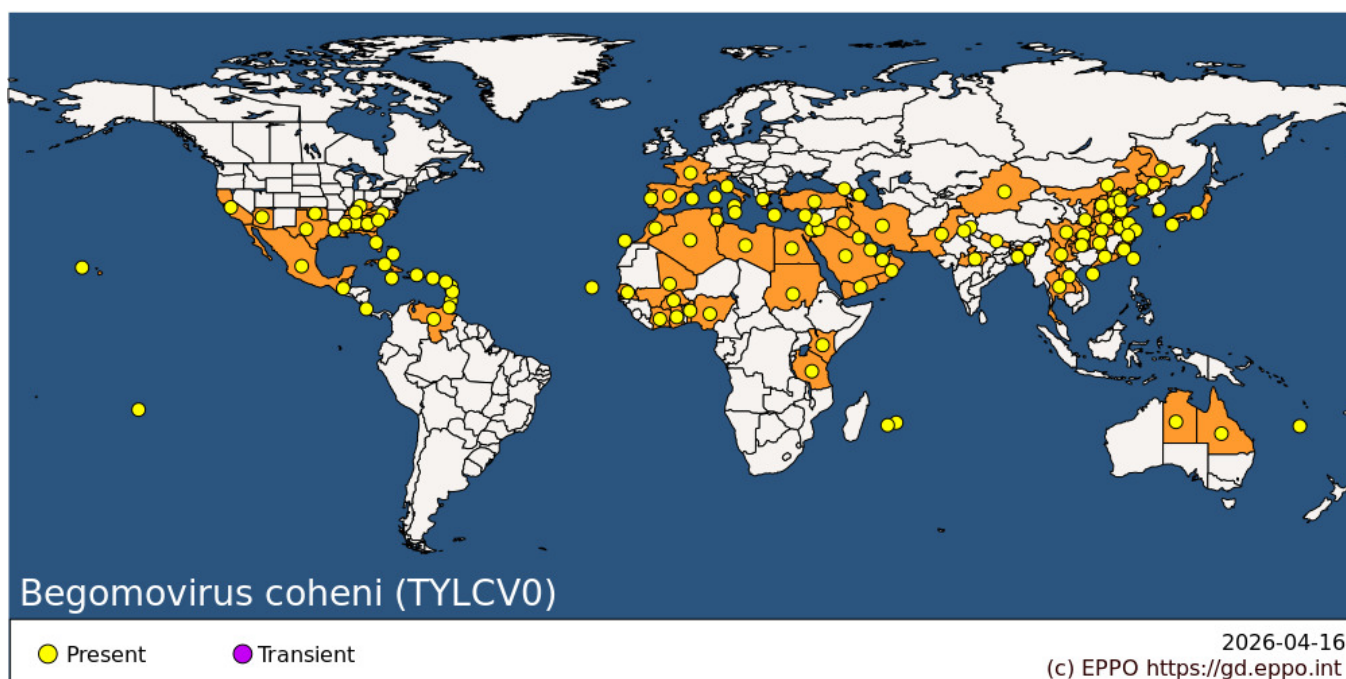 Begomovirus coheni (TYLCV0)
Present
Transient
2026-04-16
(c) EPPO https://gd.eppo.int